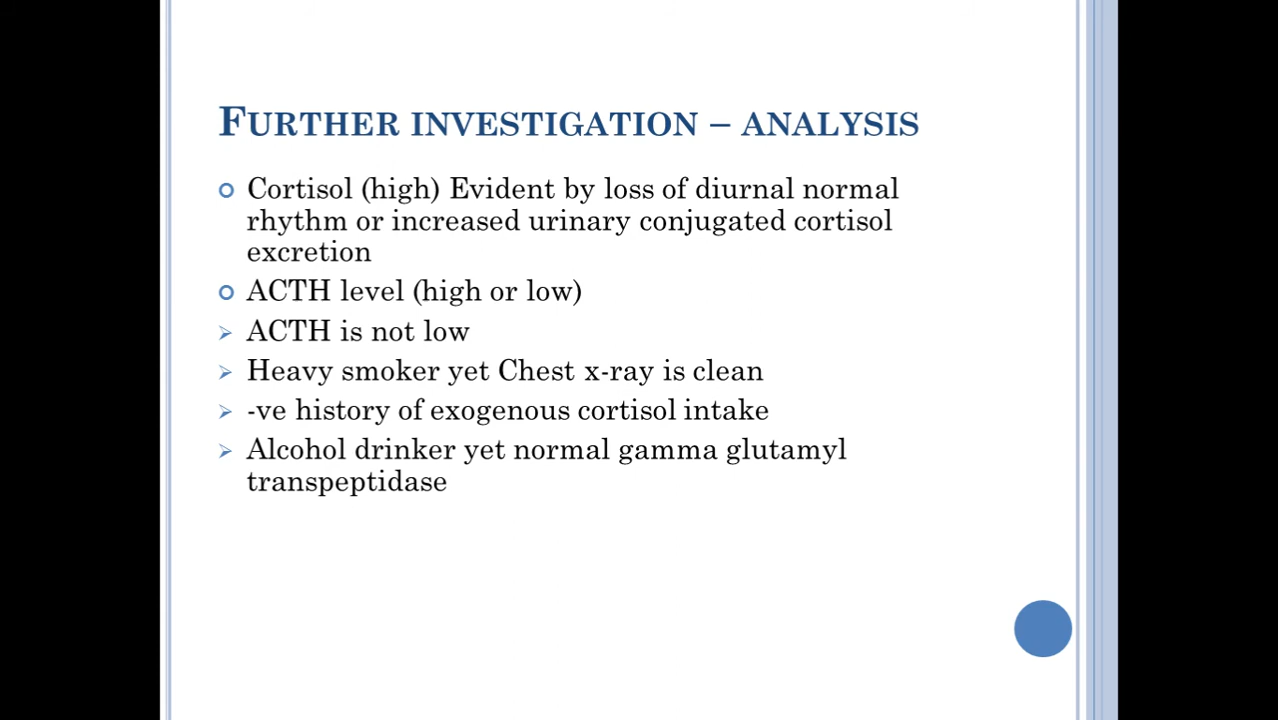 FURTHER INVESTIGATION – ANALYSIS
Cortisol (high) Evident by loss of diurnal normal
rhythm or increased urinary conjugated cortisol
excretion
ACTH level (high or low)
ACTH is not low
Heavy smoker yet Chest x-ray is clean
-ve history of exogenous cortisol intake
Alcohol drinker yet normal gamma glutamyl
transpeptidase